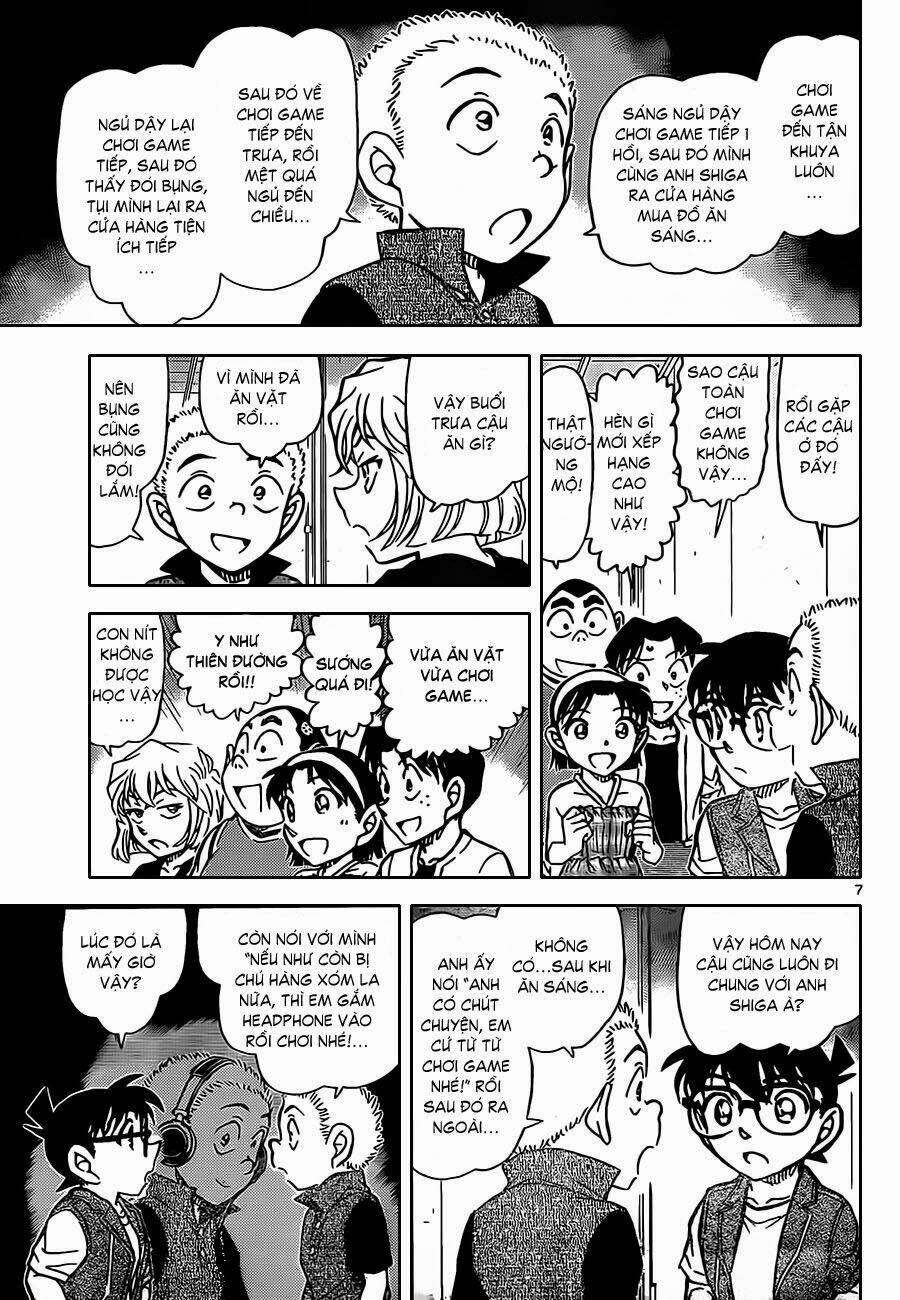 CHƠI
GAME
ĐẾN TẬN
KHUYA
LUÔN
...
SÁNG NGỦ DẬY
CHƠI GAME TIẾP 1
HỒI, SAU ĐÓ MÌNH
CÙNG ANH SHIGA
RA CỬA HÀNG
MUA ĐỒ ĂN
SÁNG...
SAU ĐÓ VỀ
CHƠI GAME
TIẾP ĐẾN
TRƯA, RỒI
MỆT QUÁ
NGỦ ĐẾN
CHIỀU...
NGỦ DẬY LẠI
CHƠI GAME
TIẾP, SAU ĐÓ
THẤY ĐÓI BỤNG,
TỤI MÌNH LẠI RA
CỬA HÀNG TIỆN
ÍCH TIẾP
...
RỒI GẶP
CÁC CẬU
Ở ĐÓ
ĐẤY!
SAO CẬU
TOÀN
CHƠI
GAME
KHÔNG
VẬY...
HÈN GÌ
MỚI XẾP
HẠNG
CAO
NHƯ
VẬY!
THẬT
NGƯỠNG
MỘ!
VẬY BUỔI
TRƯA CẬU
ĂN GÌ?
VÌ MÌNH ĐÃ
ĂN VẶT
RỒI...
NÊN
BỤNG
CŨNG
KHÔNG
ĐÓI
LẮM!
VỪA ĂN VẶT
VỪA CHƠI
GAME...
SƯỚNG
QUÁ ĐI!
Y NHƯ
THIÊN ĐƯỜNG
RỒI!!
CON NÍT
KHÔNG
ĐƯỢC
HỌC VẬY
...
7
VẬY HÔM NAY
CẬU CŨNG LUÔN ĐI
CHUNG VỚI ANH
SHIGA À?
KHÔNG
CÓ...SAU KHI
ĂN SÁNG...
ANH ẤY
NÓI “ANH
CÓ CHÚT
CHUYỆN, EM
CỨ TỪ TỪ
CHƠI GAME
NHÉ!” RỒI
SAU ĐÓ RA
NGOÀI...
CÒN NÓI VỚI MÌNH
“NẾU NHƯ CÒN BỊ
CHÚ HÀNG XÓM LA
NỮA, THÌ EM GẮM
HEADPHONE VÀO
RỒI CHƠI NHÉ!...
LÚC ĐÓ LÀ
MẤY GIỜ
VẬY?